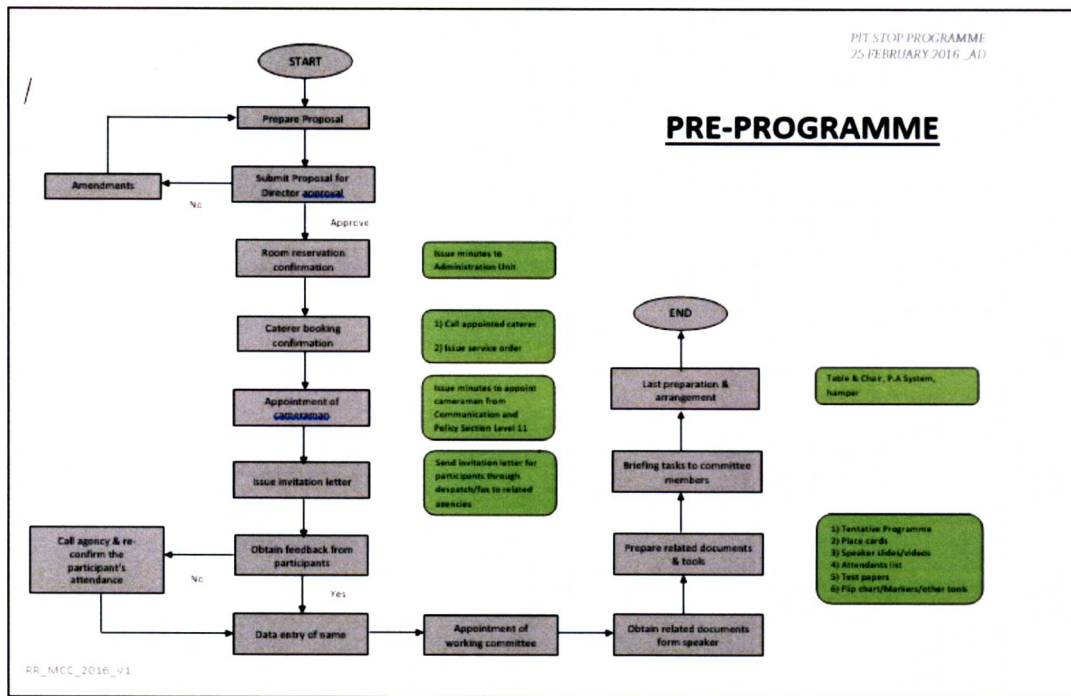 PIT STOP PROGRAMME
25 FEBRUARY 2016 _AD
START
PRE-PROGRAMME
Prepare Proposal
Amendments
Submit Proposal for
Director approval
No
Approve
Room reservation
confirmation
Issue minutes to
Administration Unit
Caterer booking
confirmation
1) Call appointed caterer
2) Issue service order
Appointment of
cameraman
Issue minutes to appoint
cameraman from
Communication and
Policy Section Level 11
Issue invitation letter
Send invitation letter for
participants through
despatch/fax to related
agencies
Call agency & re-
confirm the
participant's
attendance
Obtain feedback from
participants
No
Yes
Data entry of name
Appointment of
working committee
Obtain related documents
form speaker
Prepare related documents
& tools
1) Tentative Programme
2) Place cards
3) Speaker slides/videos
4) Attendants list
5) Test papers
6) Flip chart/Markers/other tools
Briefing tasks to committee
members
Last preparation &
arrangement
Table & Chair, P.A System,
hamper
END
RR_MCC_2016_V1